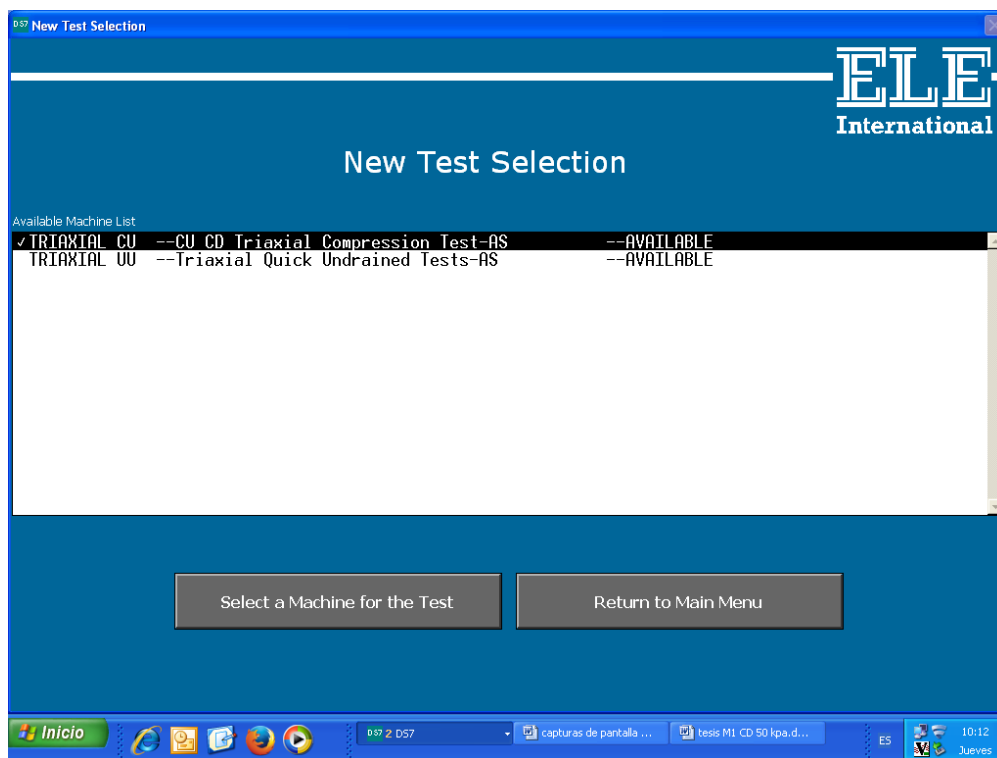 DS7 New Test Selection
ELE
International
New Test Selection
Available Machine List
✓TRIAXIAL CU --CU CD Triaxial Compression Test-AS --AVAILABLE
TRIAXIAL UU --Triaxial Quick Undrained Tests-AS --AVAILABLE
Select a Machine for the Test
Return to Main Menu
Inicio
DS7 2 DS7
capturas de pantalla ...
tesis M1 CD 50 kpa.d...
ES
10:12
Jueves